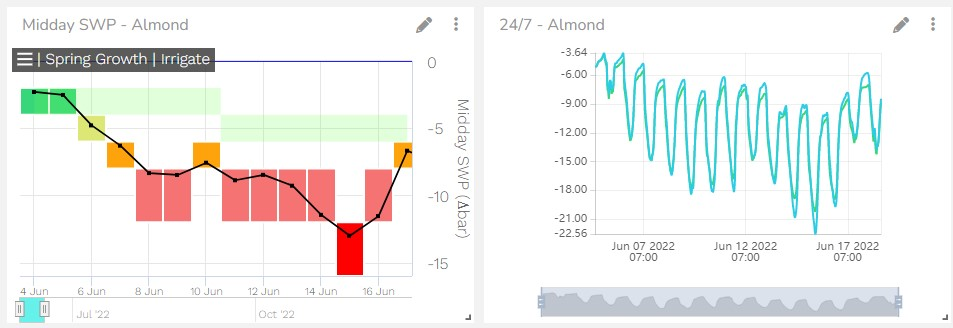 Midday SWP - Almond
☰ | Spring Growth | Irrigate
0
-5
-10
-15
Midday SWP (Δbar)
4 Jun 6 Jun 8 Jun 10 Jun 12 Jun 14 Jun 16 Jun
Jul '22 Oct '22
24/7 - Almond
-3.64
-6.00
-9.00
-12.00
-15.00
-18.00
-21.00
-22.56
Jun 07 2022 Jun 12 2022 Jun 17 2022
07:00 07:00 07:00